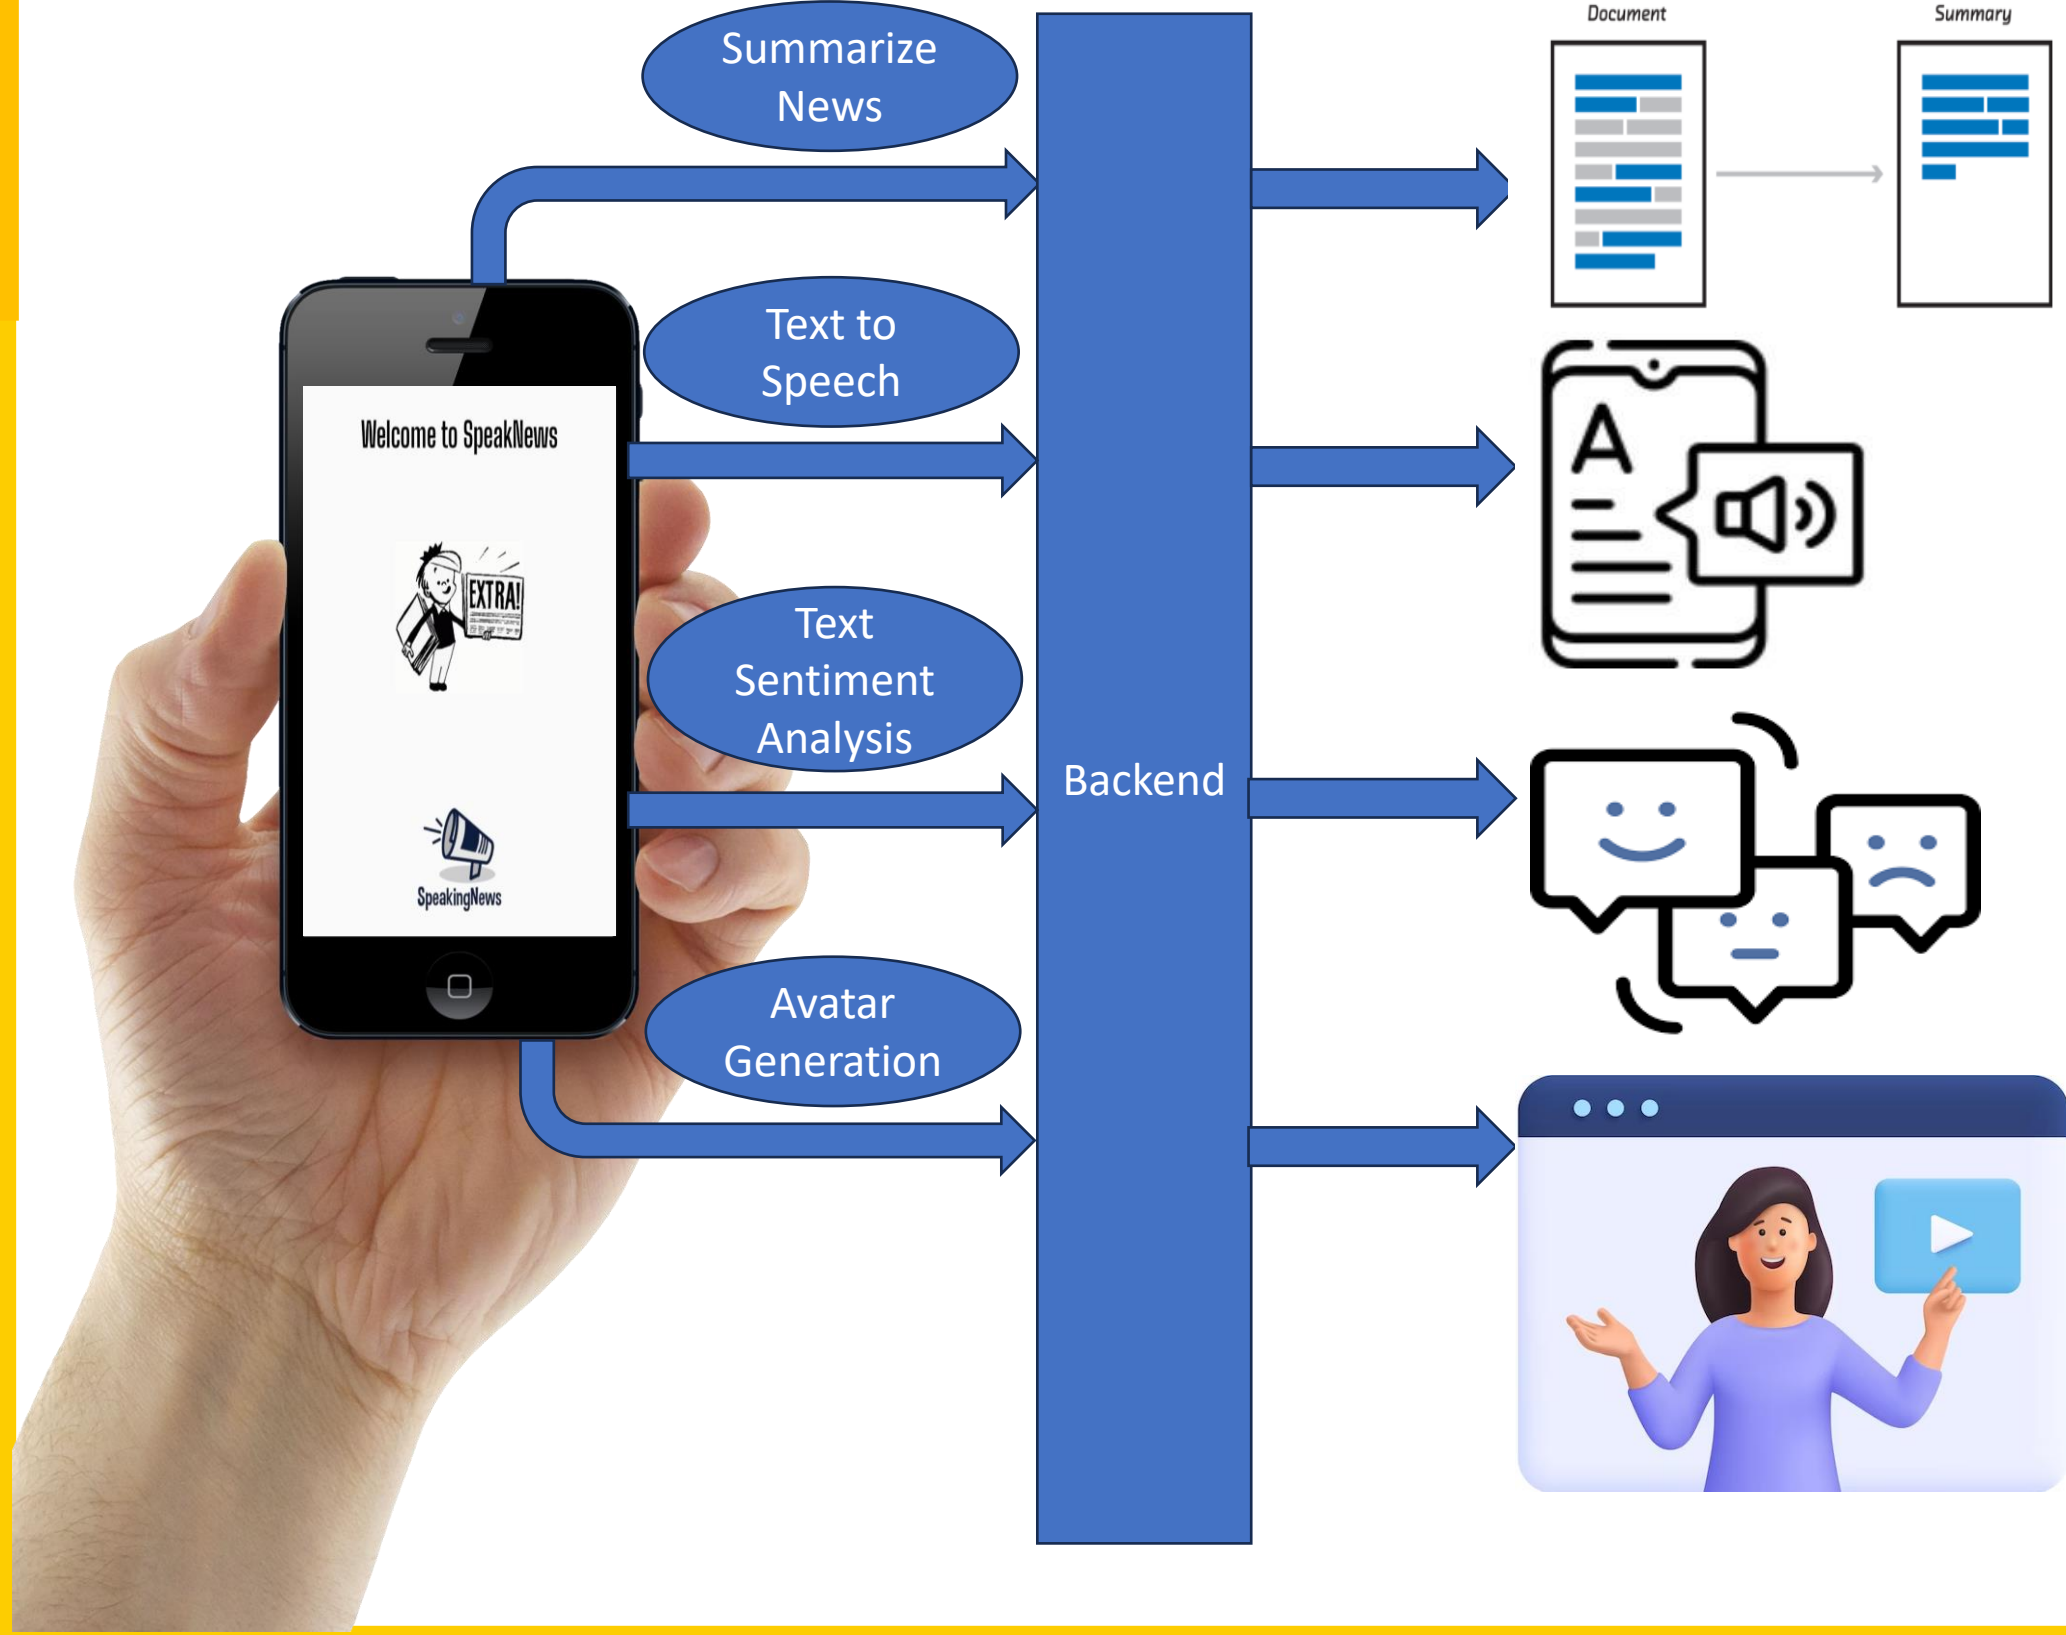 Summarize
News
Document
Summary
Text to
Speech
Welcome to SpeakNews
EXTRA!
Text
Sentiment
Analysis
Backend
A
SpeakingNews
Avatar
Generation